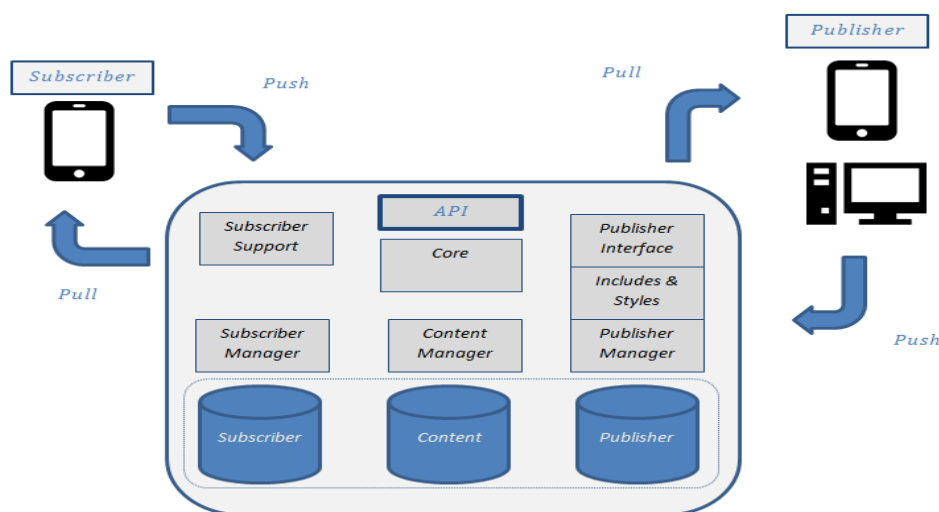 Publisher
Subscriber
Push
Pull
API
Subscriber
Support
Core
Publisher
Interface
Includes &
Styles
Pull
Subscriber
Manager
Content
Manager
Publisher
Manager
Push
Subscriber
Content
Publisher